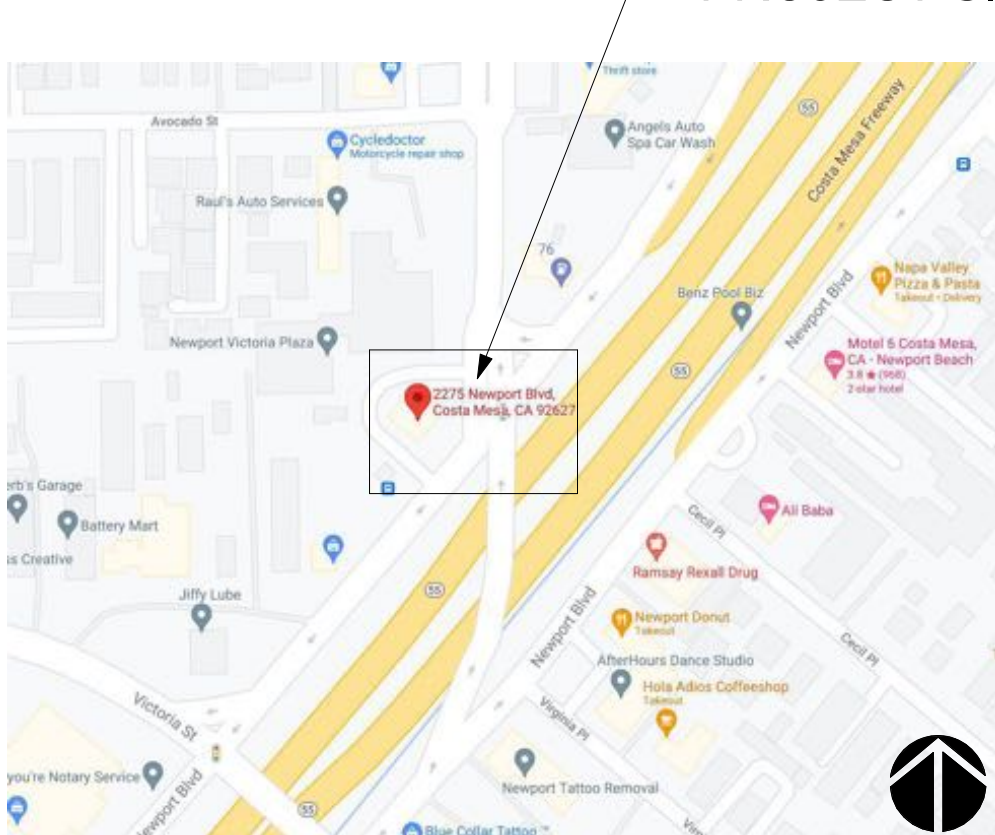 Thrift store
55
Costa Mesa Freeway
Avocado St
Angels Auto
Spa Car Wash
Cycledoctor
Motorcycle repair shop
Raul's Auto Services
76
Napa Valley
Pizza & Pasta
Takeout • Delivery
Benz Pool Biz
Newport Blvd
Newport Victoria Plaza
Motel 6 Costa Mesa,
CA - Newport Beach
3.8 ★ (968)
2-star hotel
55
2275 Newport Blvd,
Costa Mesa, CA 92627
erb's Garage
Battery Mart
ss Creative
Ali Baba
Cecil Pl
Ramsay Rexall Drug
55
Jiffy Lube
Newport Blvd
Newport Donut
Takeout
Cecil Pl
AfterHours Dance Studio
Hola Adios Coffeeshop
Takeout
Victoria St
Virginia Pl
you're Notary Service
Newport Tattoo Removal
Newport Blvd
55
Blue Collar Tattoo